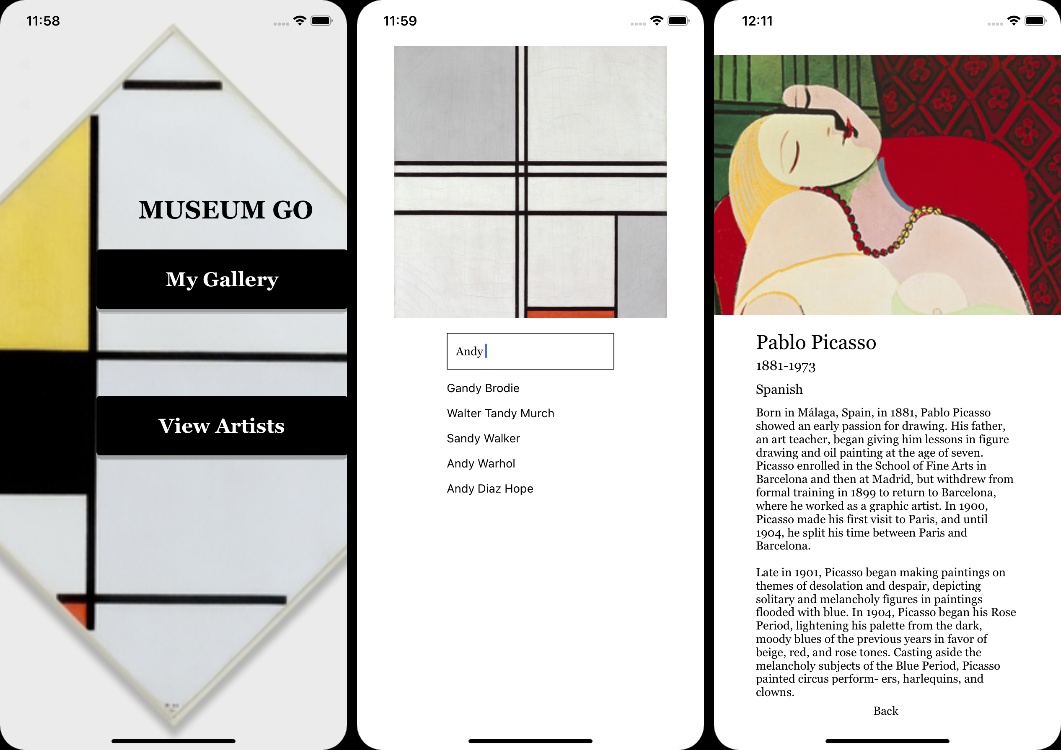 11:58
MUSEUM GO
My Gallery
View Artists
11:59
Andy
Gandy Brodie
Walter Tandy Murch
Sandy Walker
Andy Warhol
Andy Diaz Hope
12:11
Pablo Picasso
1881-1973
Spanish
Born in Málaga, Spain, in 1881, Pablo Picasso
showed an early passion for drawing. His father,
an art teacher, began giving him lessons in figure
drawing and oil painting at the age of seven.
Picasso enrolled in the School of Fine Arts in
Barcelona and then at Madrid, but withdrew from
formal training in 1899 to return to Barcelona,
where he worked as a graphic artist. In 1900,
Picasso made his first visit to Paris, and until
1904, he split his time between Paris and
Barcelona.
Late in 1901, Picasso began making paintings on
themes of desolation and despair, depicting
solitary and melancholy figures in paintings
flooded with blue. In 1904, Picasso began his Rose
Period, lightening his palette from the dark,
moody blues of the previous years in favor of
beige, red, and rose tones. Casting aside the
melancholy subjects of the Blue Period, Picasso
painted circus perform- ers, harlequins, and
clowns.
Back